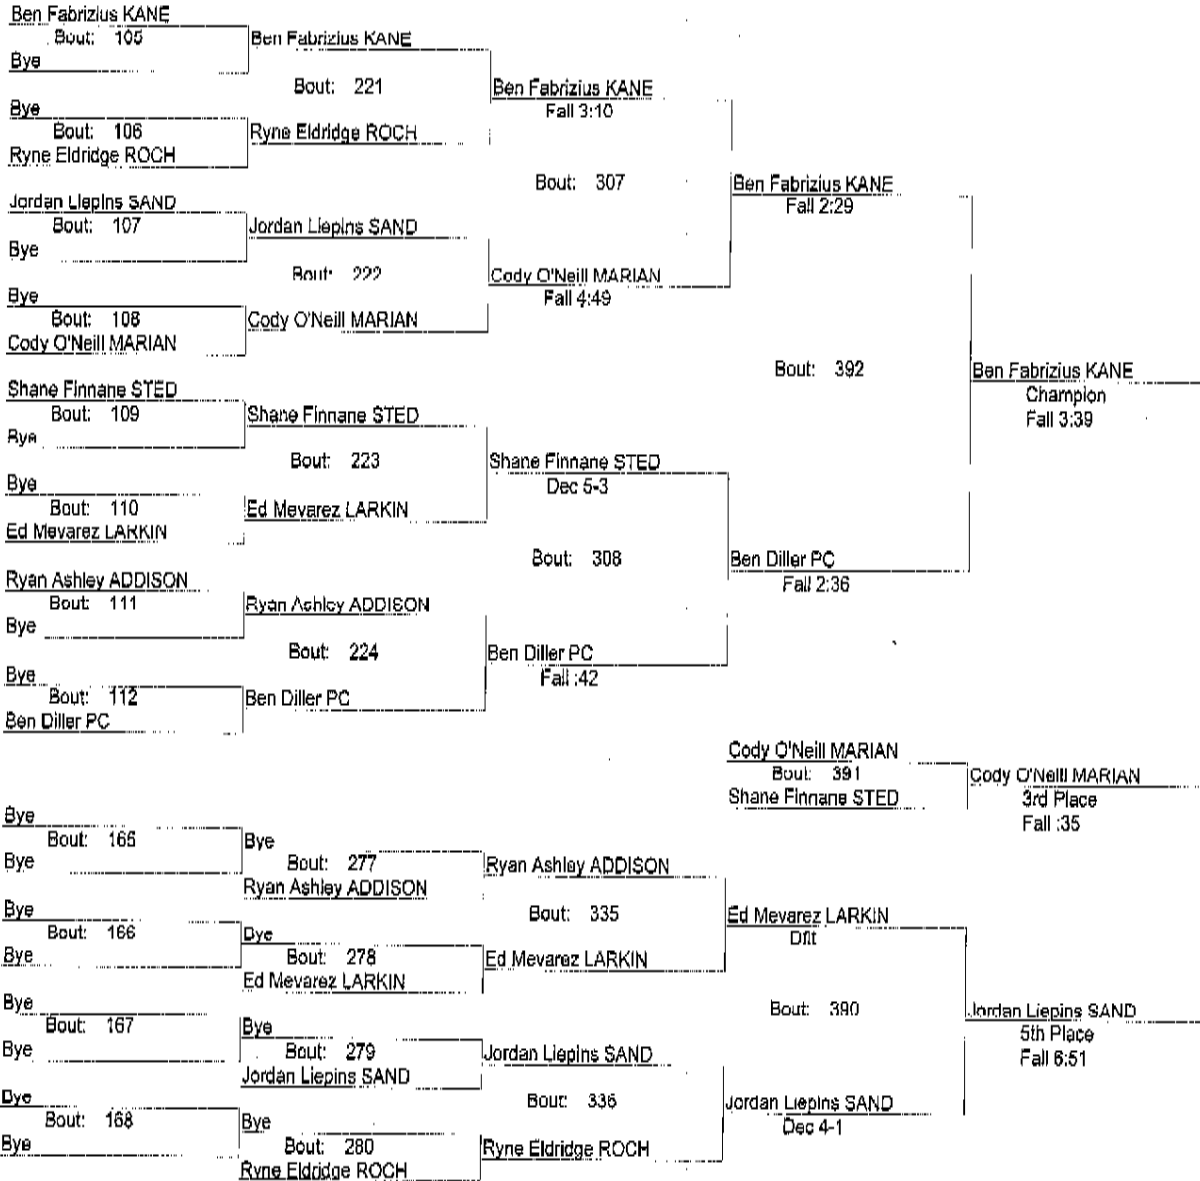 Ben Fabrizius KANE
Bout: 105
Bye
Bye
Bout: 106
Ryne Eldridge ROCH
Jordan Liepins SAND
Bout: 107
Bye
Bye
Bout: 108
Cody O'Neill MARIAN
Shane Finnane STED
Bout: 109
Bye
Bye
Bout: 110
Ed Mevarez LARKIN
Ryan Ashley ADDISON
Bout: 111
Bye
Bye
Bout: 112
Ben Diller PC
Ben Fabrizius KANE
Bout: 221
Ryne Eldridge ROCH
Jordan Liepins SAND
Bout: 222
Cody O'Neill MARIAN
Shane Finnane STED
Bout: 223
Ed Mevarez LARKIN
Ryan Ashley ADDISON
Bout: 224
Ben Diller PC
Ben Fabrizius KANE
Fall 3:10
Bout: 307
Cody O'Neill MARIAN
Fall 4:49
Shane Finnane STED
Dec 5-3
Bout: 308
Ben Diller PC
Fall :42
Ben Fabrizius KANE
Fall 2:29
Bout: 392
Ben Diller PC
Fall 2:36
Ben Fabrizius KANE
Champion
Fall 3:39
Cody O'Neill MARIAN
Bout: 391
Shane Finnane STED
Cody O'Neill MARIAN
3rd Place
Fall :35
Bye
Bout: 165
Bye
Bye
Bout: 166
Bye
Bye
Bout: 167
Bye
Bye
Bout: 168
Bye
Bye
Bout: 277
Ryan Ashley ADDISON
Bye
Bout: 278
Ed Mevarez LARKIN
Bye
Bout: 279
Jordan Liepins SAND
Bye
Bout: 280
Ryne Eldridge ROCH
Ryan Ashley ADDISON
Bout: 335
Ed Mevarez LARKIN
Jordan Liepins SAND
Bout: 336
Ryne Eldridge ROCH
Ed Mevarez LARKIN
Dflt
Bout: 390
Jordan Liepins SAND
Dec 4-1
Jordan Liepins SAND
5th Place
Fall 6:51